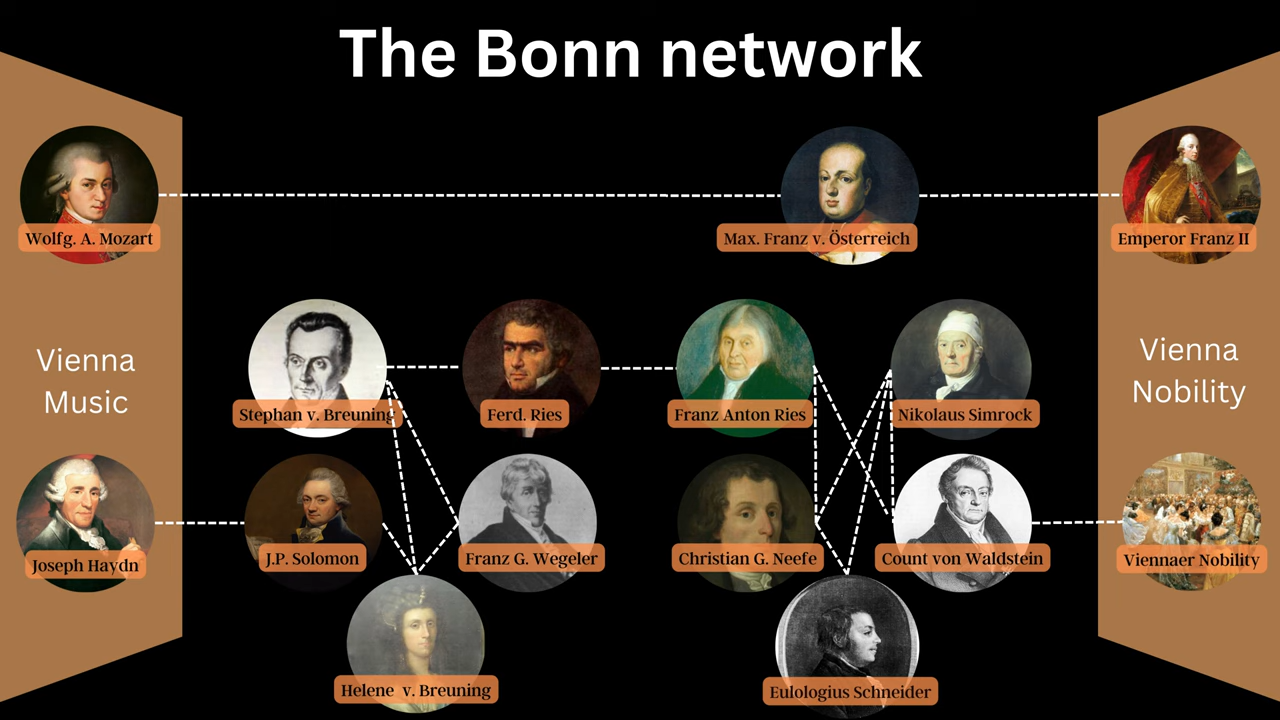 The Bonn network
Wolfg. A. Mozart
Max. Franz v. Österreich
Emperor Franz II
Vienna
Music
Vienna
Nobility
Stephan v. Breuning
Ferd. Ries
Franz Anton Ries
Nikolaus Simrock
Joseph Haydn
J.P. Solomon
Franz G. Wegeler
Christian G. Neefe
Count von Waldstein
Viennaer Nobility
Helene v. Breuning
Eulologius Schneider